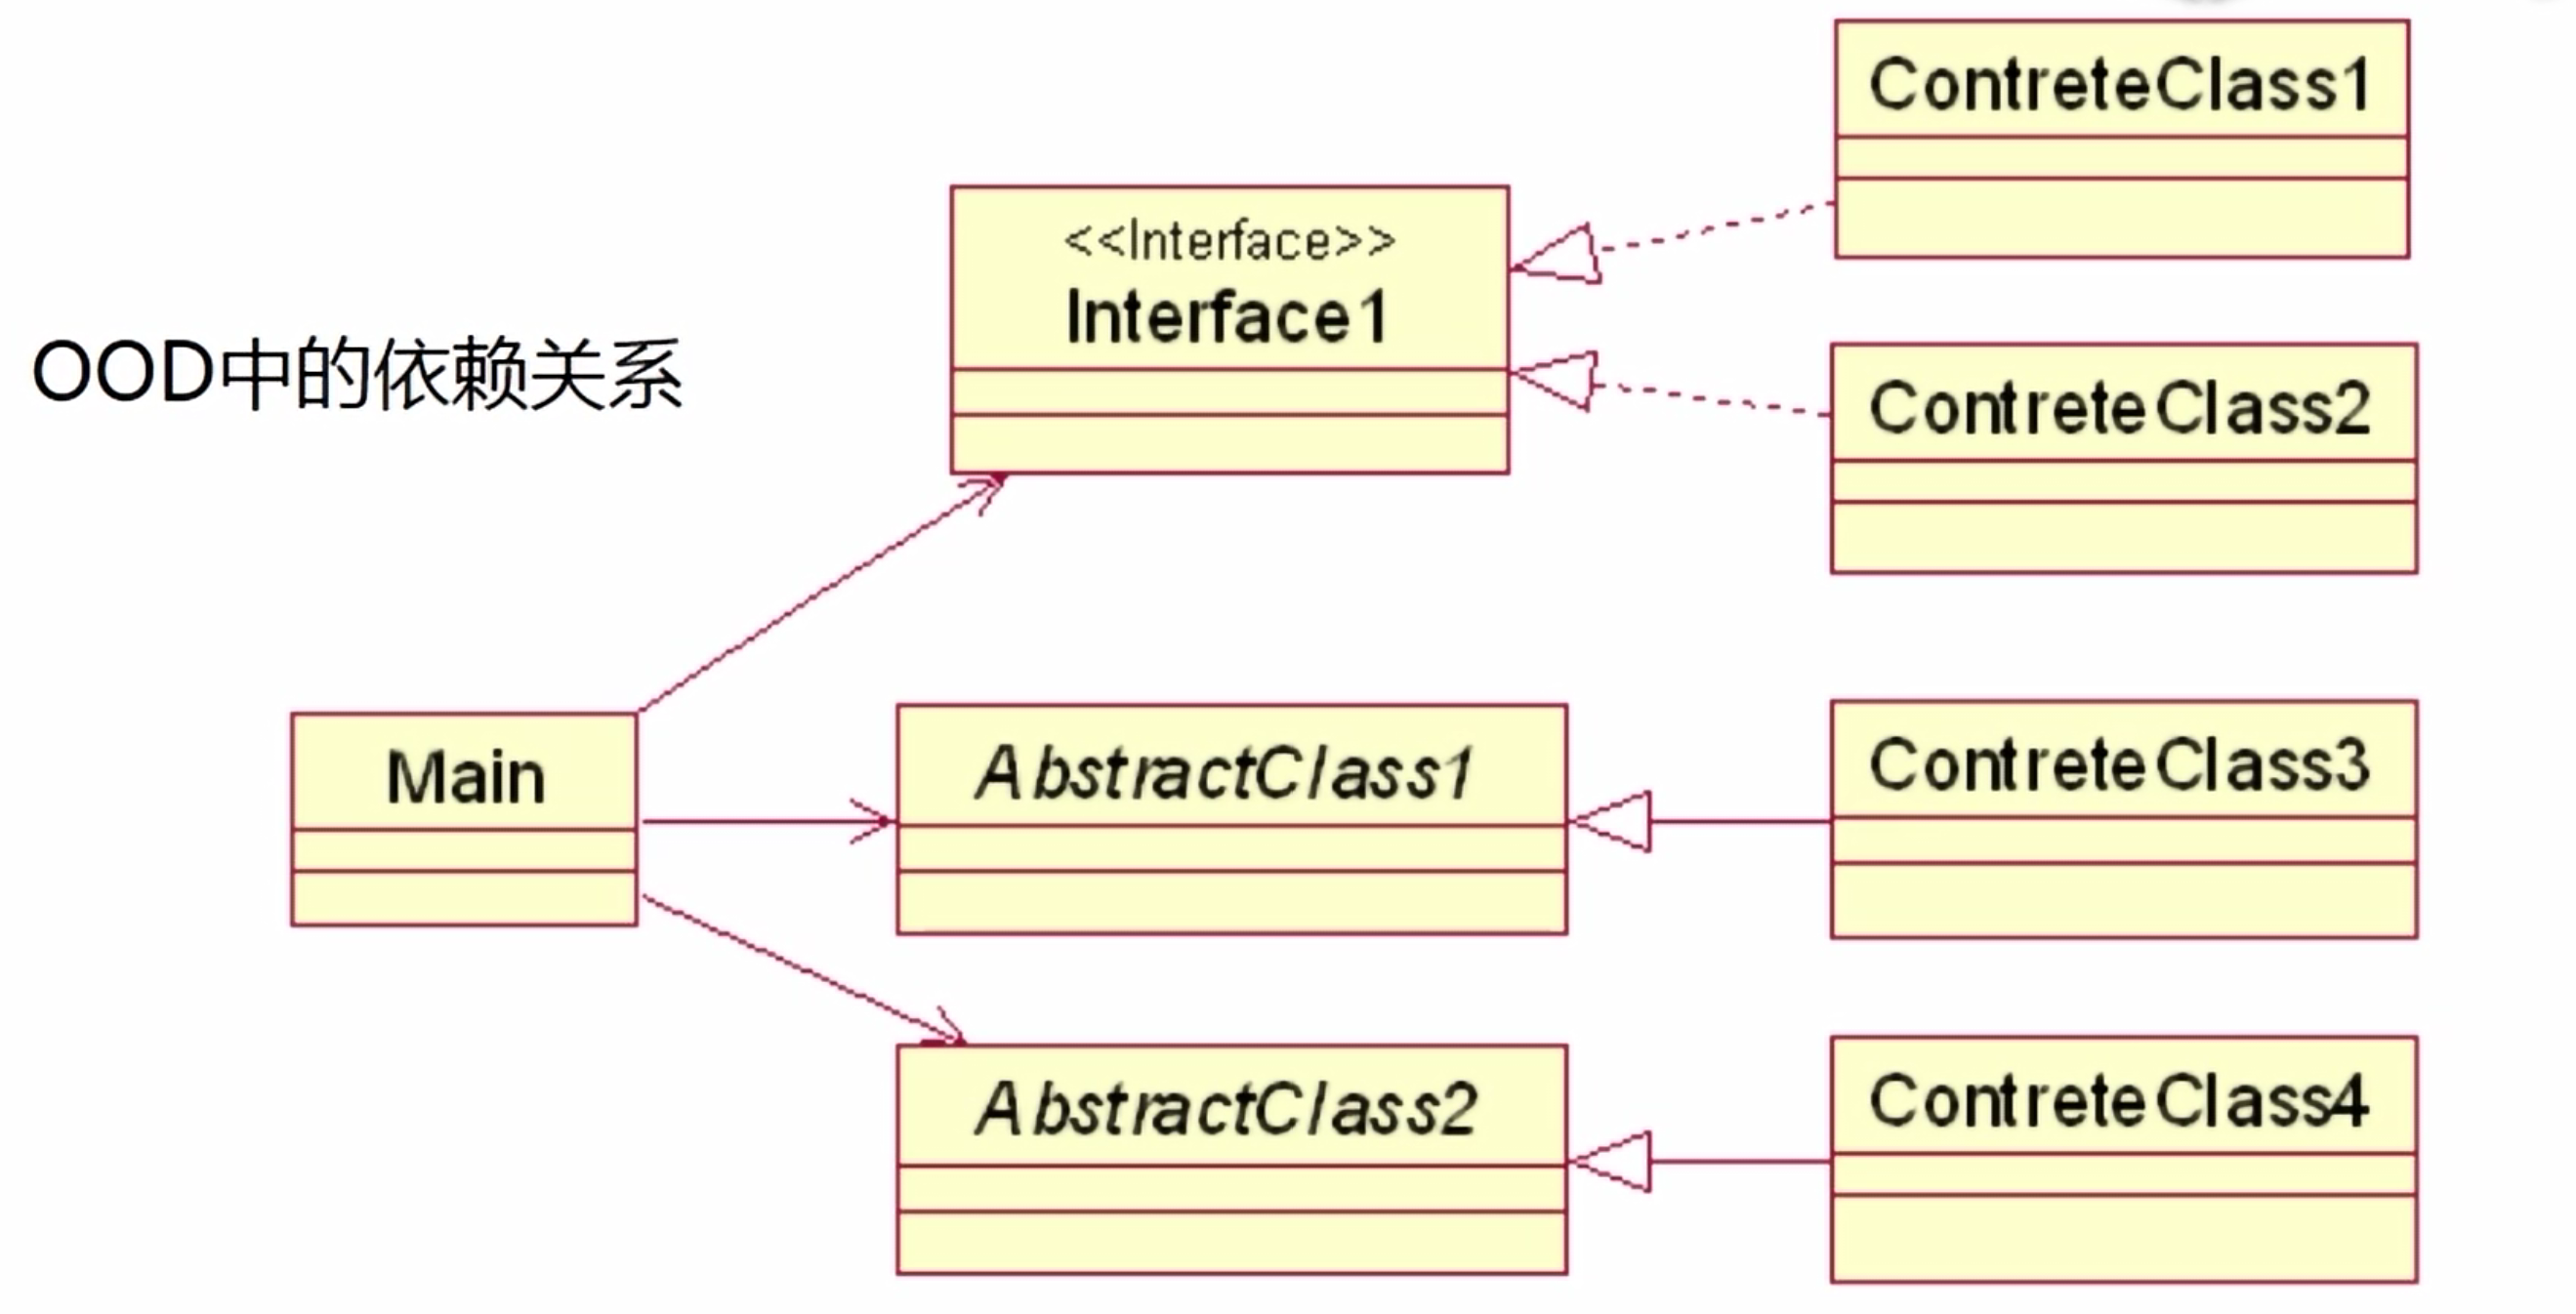 ContreteClass1
<<Interface>>
Interface1
OOD中的依赖关系
ContreteClass2
Main
AbstractClass1
ContreteClass3
AbstractClass2
ContreteClass4